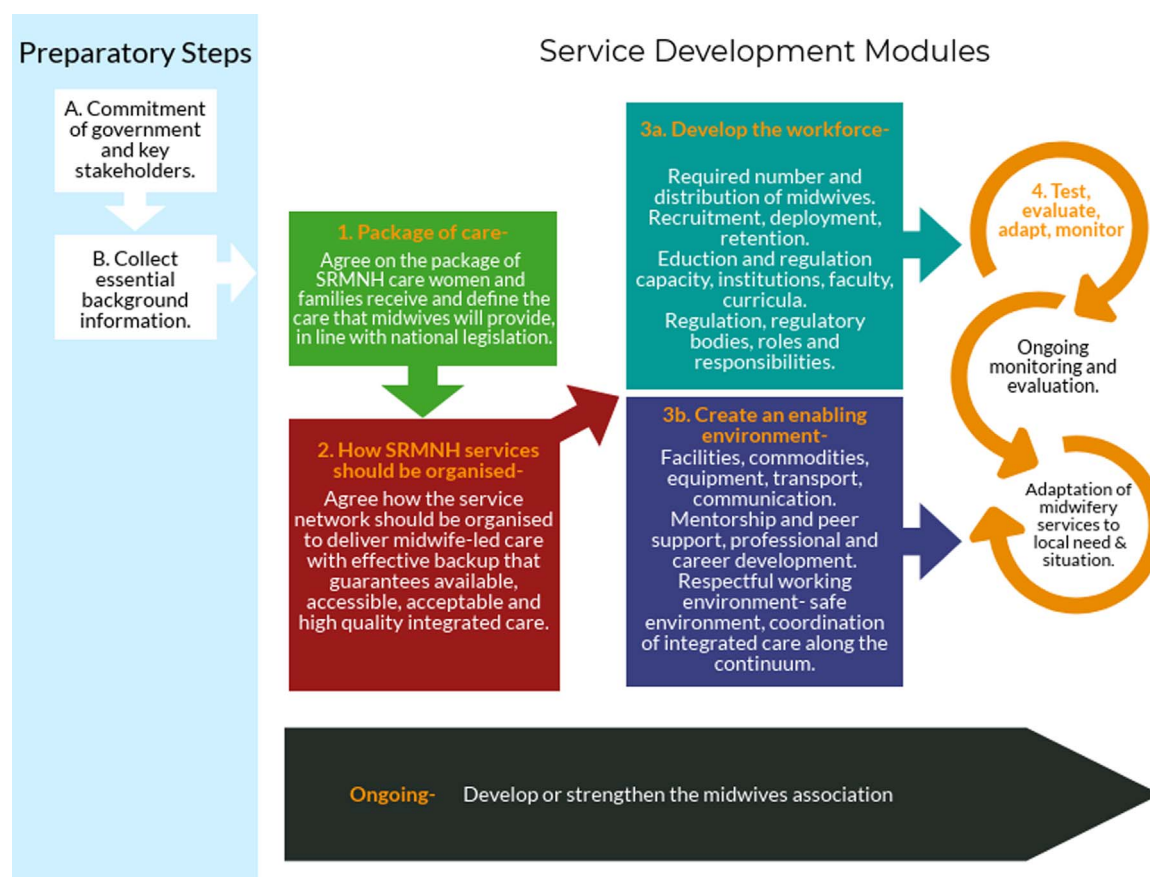 Preparatory Steps
A. Commitment
of government
and key
stakeholders.
B. Collect
essential
background
information.
Service Development Modules
1. Package of care-
Agree on the package of
SRMNH care women and
families receive and define the
care that midwives will provide,
in line with national legislation.
2. How SRMNH services
should be organised-
Agree how the service
network should be organised
to deliver midwife-led care
with effective backup that
guarantees available,
accessible, acceptable and
high quality integrated care.
3a. Develop the workforce-
Required number and
distribution of midwives.
Recruitment, deployment,
retention.
Eduction and regulation
capacity, institutions, faculty,
curricula.
Regulation, regulatory
bodies, roles and
responsibilities.
3b. Create an enabling
environment-
Facilities, commodities,
equipment, transport,
communication.
Mentorship and peer
support, professional and
career development.
Respectful working
environment- safe
environment, coordination
of integrated care along the
continuum.
4. Test,
evaluate,
adapt, monitor
Ongoing
monitoring and
evaluation.
Adaptation of
midwifery
services to
local need &
situation.
Ongoing- Develop or strengthen the midwives association